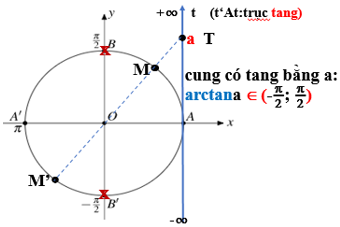 y
+∞ t (t'At:trục tang)
π/2 B
a T
M
cung có tang bằng a:
arctana ∈ (-π/2; π/2)
A' O A x
π
M'
-π/2 B'
-∞